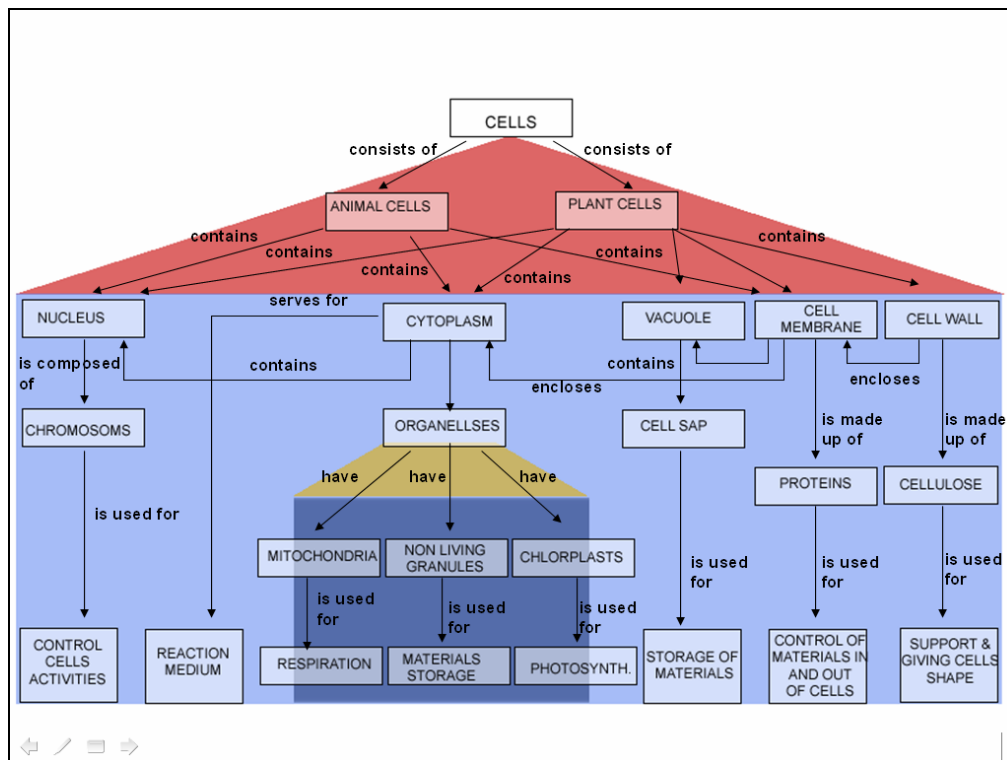 CELLS
consists of
consists of
ANIMAL CELLS
PLANT CELLS
contains
contains
contains
contains
contains
contains
NUCLEUS
serves for
CYTOPLASM
VACUOLE
CELL
MEMBRANE
CELL WALL
is composed
of
contains
encloses
contains
encloses
CHROMOSOMS
ORGANELLSES
CELL SAP
is made
up of
is made
up of
have
have
have
PROTEINS
CELLULOSE
is used for
MITOCHONDRIA
NON LIVING
GRANULES
CHLORPLASTS
is used
for
is used
for
is used
for
is used
for
is used
for
is used
for
CONTROL
CELLS
ACTIVITIES
REACTION
MEDIUM
RESPIRATION
MATERIALS
STORAGE
PHOTOSYNTH.
STORAGE OF
MATERIALS
CONTROL OF
MATERIALS IN
AND OUT
OF CELLS
SUPPORT &
GIVING CELLS
SHAPE